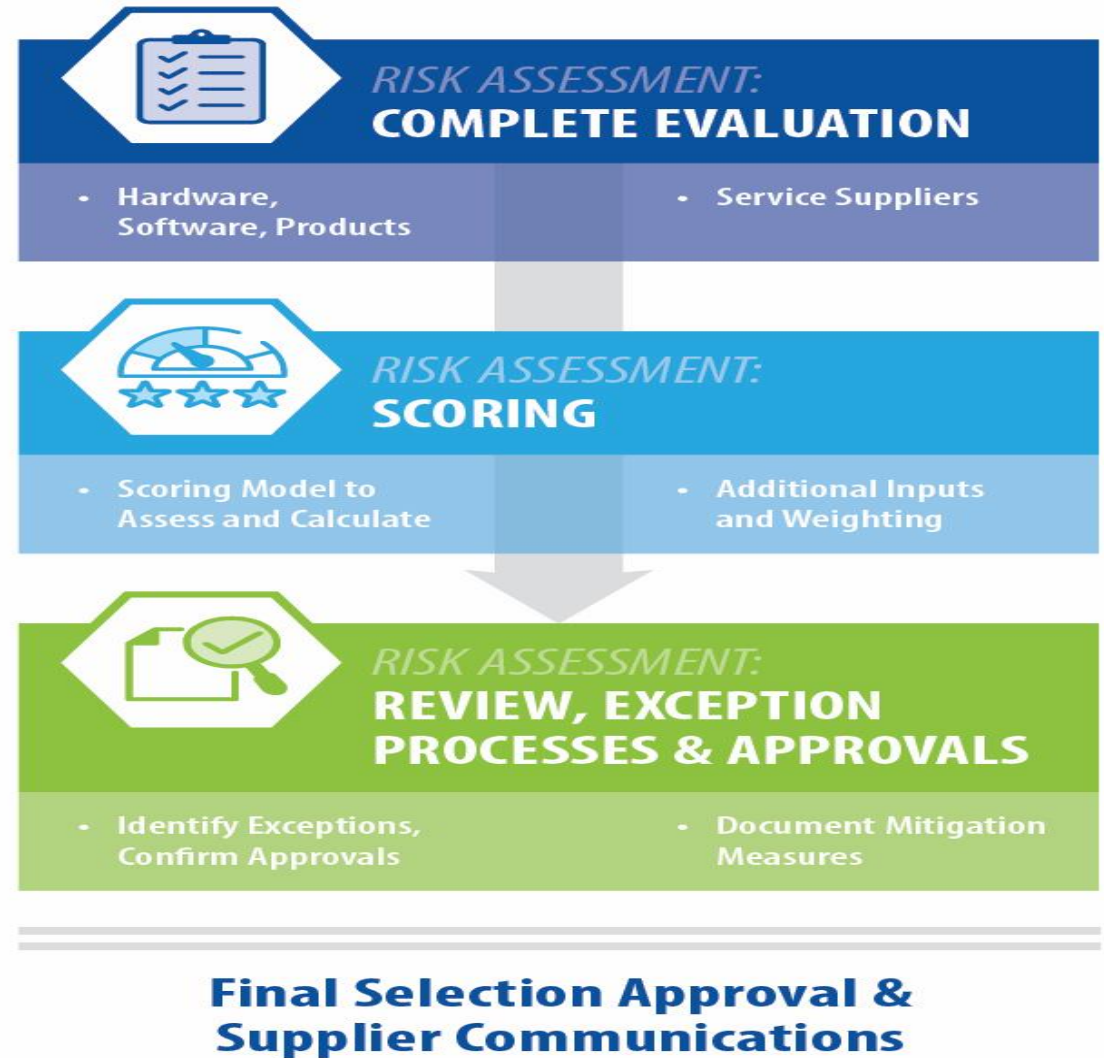 RISK ASSESSMENT:
COMPLETE EVALUATION
• Hardware,
Software, Products
• Service Suppliers
RISK ASSESSMENT:
SCORING
• Scoring Model to
Assess and Calculate
• Additional Inputs
and Weighting
RISK ASSESSMENT:
REVIEW, EXCEPTION
PROCESSES & APPROVALS
• Identify Exceptions,
Confirm Approvals
• Document Mitigation
Measures
Final Selection Approval &
Supplier Communications